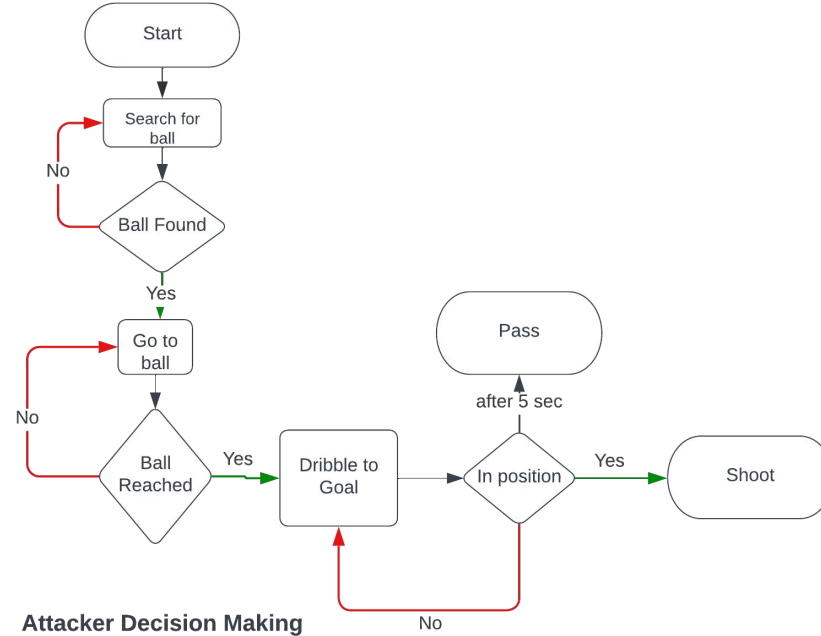 Start
Search for
ball
No
Ball Found
Yes
Go to
ball
No
Ball
Reached
Yes
Dribble to
Goal
Pass
after 5 sec
In position
Yes
Shoot
No
Attacker Decision Making